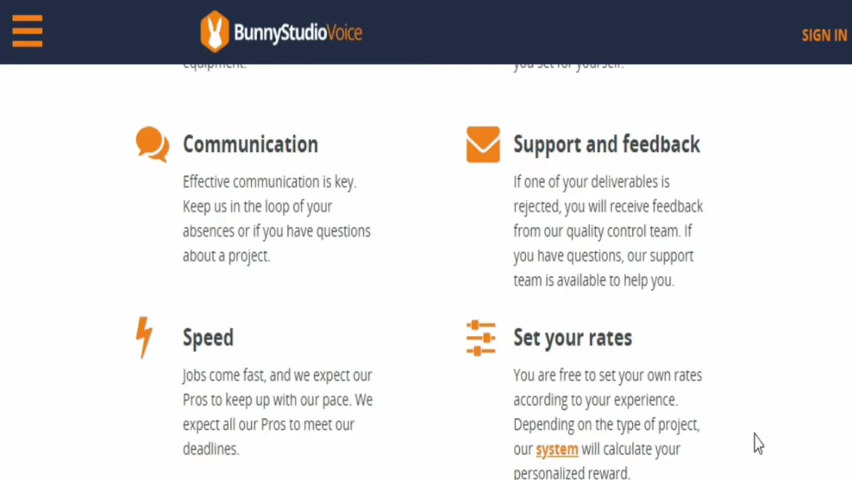 BunnyStudioVoice
SIGN IN
equipment.
you set for yourself.
Communication
Effective communication is key.
Keep us in the loop of your
absences or if you have questions
about a project.
Support and feedback
If one of your deliverables is
rejected, you will receive feedback
from our quality control team. If
you have questions, our support
team is available to help you.
Speed
Jobs come fast, and we expect our
Pros to keep up with our pace. We
expect all our Pros to meet our
deadlines.
Set your rates
You are free to set your own rates
according to your experience.
Depending on the type of project,
our system will calculate your
personalized reward.